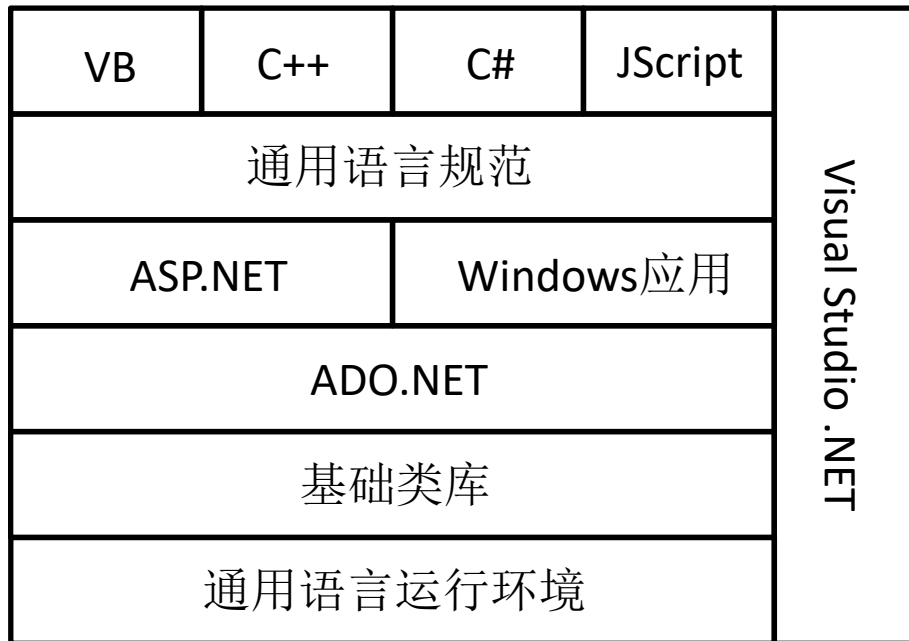 VB
C++
C#
JScript
通用语言规范
ASP.NET
Windows应用
ADO.NET
基础类库
通用语言运行环境
Visual Studio .NET